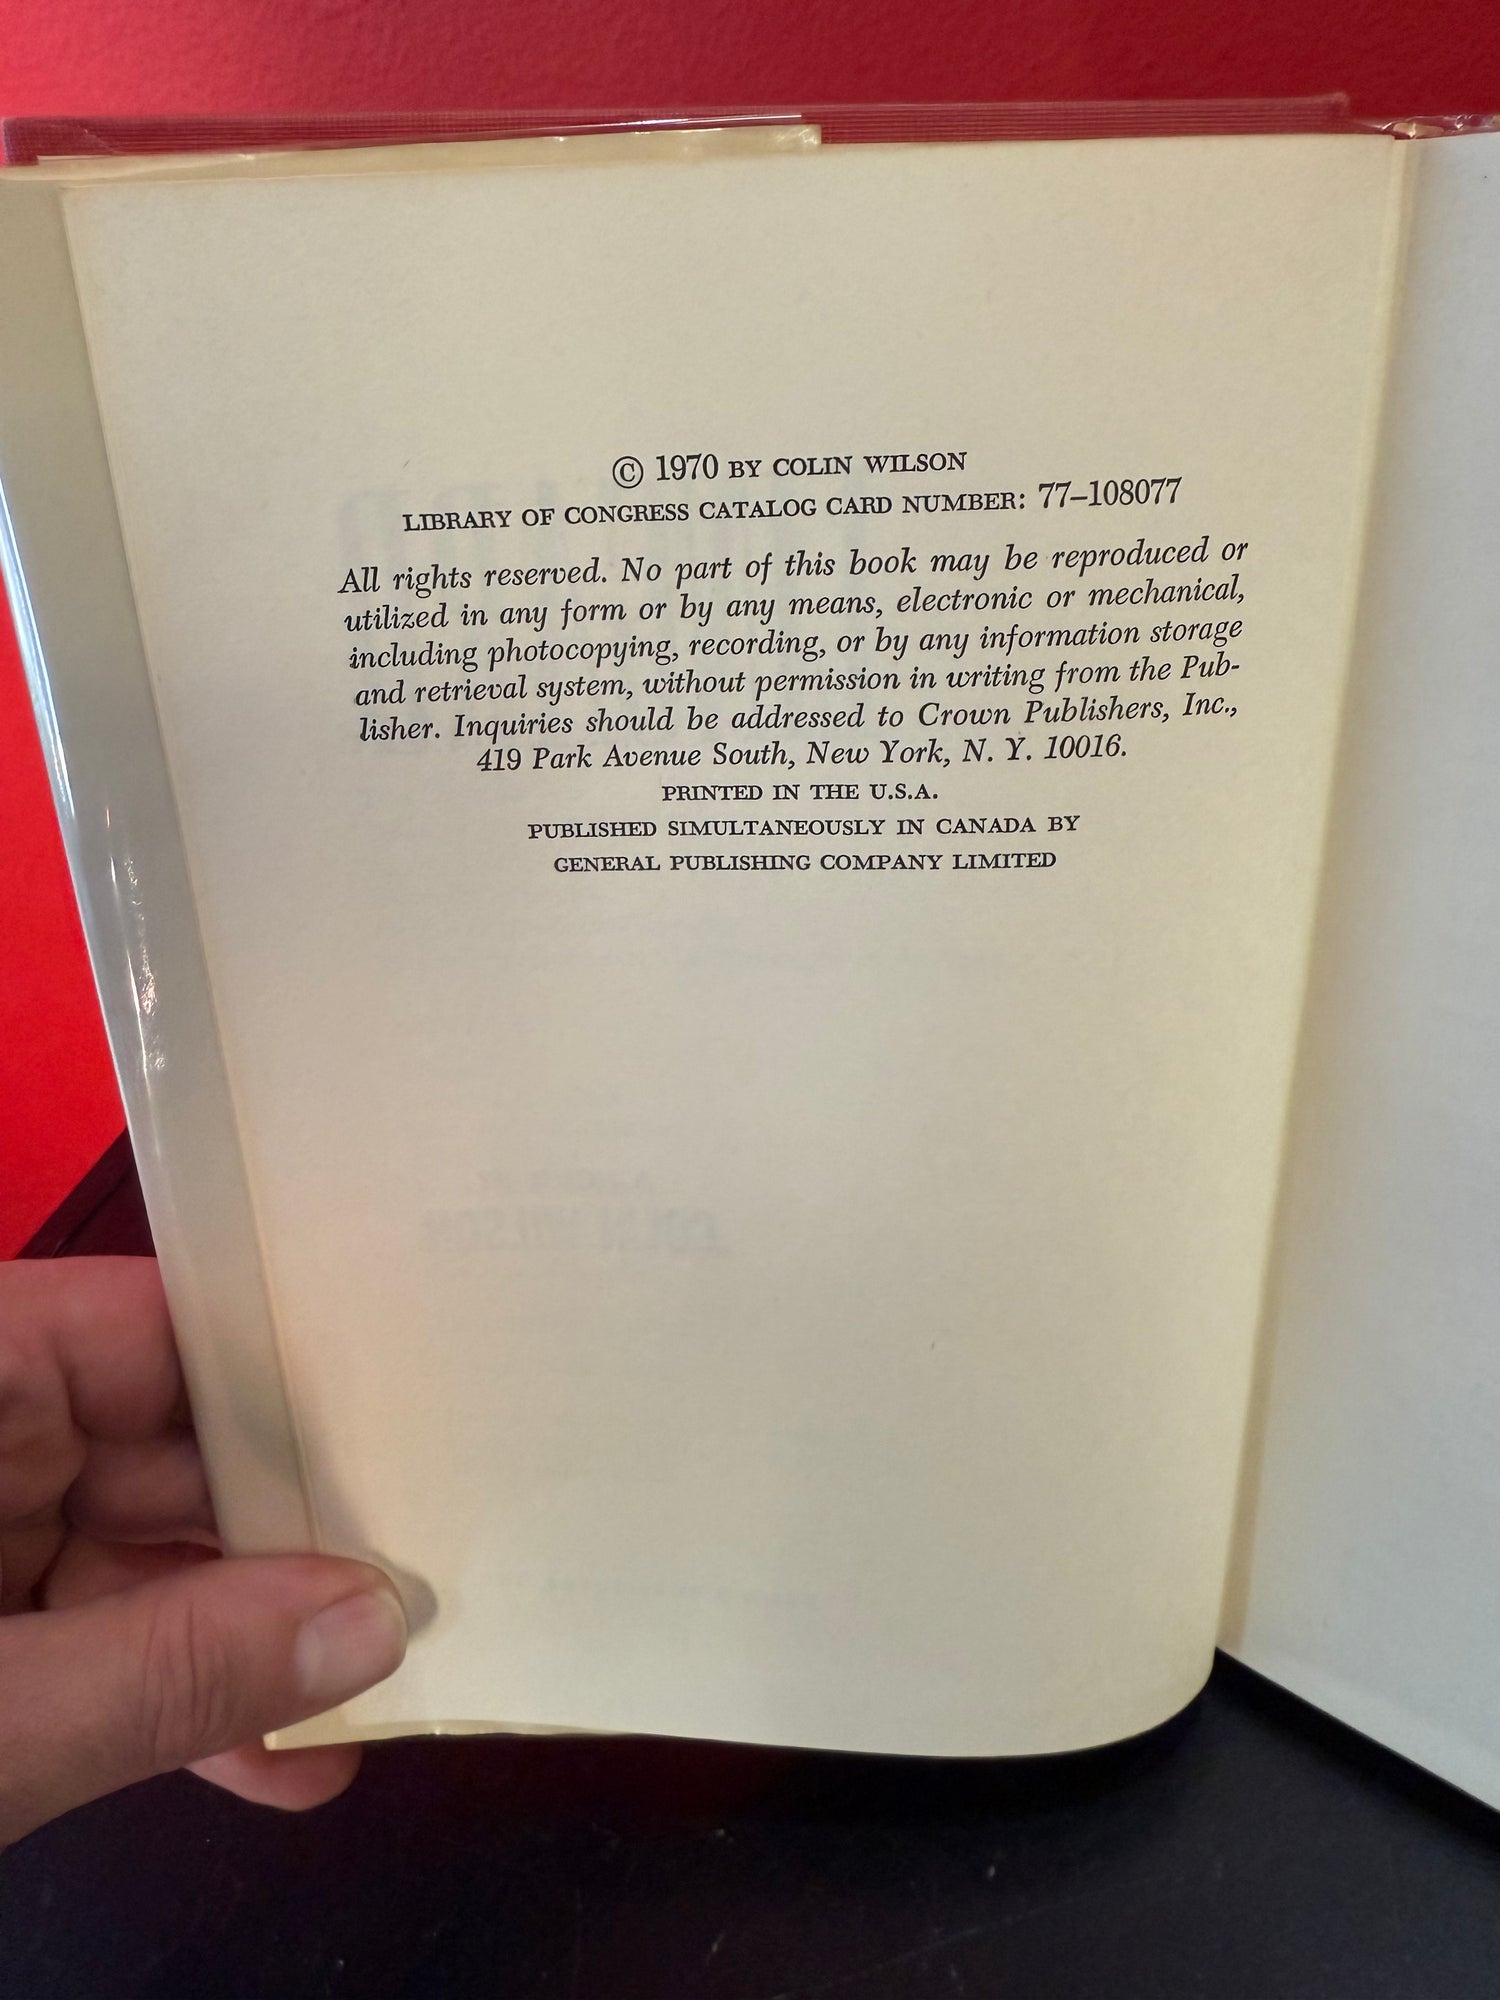 © 1970 BY COLIN WILSON
LIBRARY OF CONGRESS CATALOG CARD NUMBER: 77–108077
All rights reserved. No part of this book may be reproduced or
utilized in any form or by any means, electronic or mechanical,
including photocopying, recording, or by any information storage
and retrieval system, without permission in writing from the Pub-
lisher. Inquiries should be addressed to Crown Publishers, Inc.,
419 Park Avenue South, New York, N. Y. 10016.
PRINTED IN THE U.S.A.
PUBLISHED SIMULTANEOUSLY IN CANADA BY
GENERAL PUBLISHING COMPANY LIMITED
COLIN WILSON